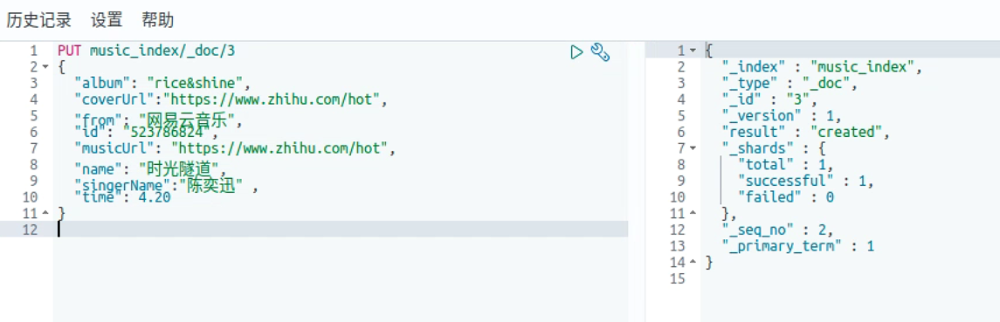 历史记录 设置 帮助
1 PUT music_index/_doc/3
2 {
3 "album": "rice&shine",
4 "coverUrl":"https://www.zhihu.com/hot",
5 "from": "网易云音乐",
6 "id": "523786824",
7 "musicUrl": "https://www.zhihu.com/hot",
8 "name": "时光隧道",
9 "singerName":"陈奕迅" ,
10 "time": 4.20
11 }
12
1 {
2 "_index" : "music_index",
3 "_type" : "_doc",
4 "_id" : "3",
5 "_version" : 1,
6 "result" : "created",
7 "_shards" : {
8 "total" : 1,
9 "successful" : 1,
10 "failed" : 0
11 },
12 "_seq_no" : 2,
13 "_primary_term" : 1
14 }
15